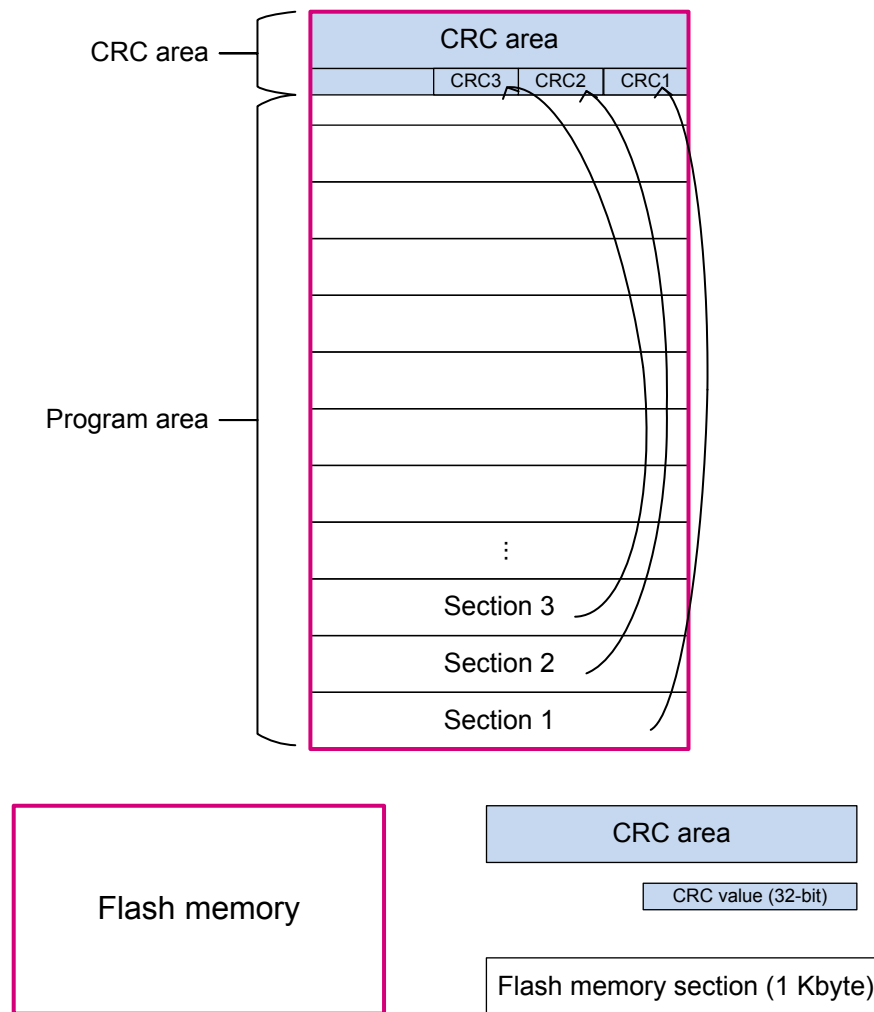 CRC area
CRC area
CRC3 CRC2 CRC1
Program area
⋮
Section 3
Section 2
Section 1
Flash memory
CRC area
CRC value (32-bit)
Flash memory section (1 Kbyte)